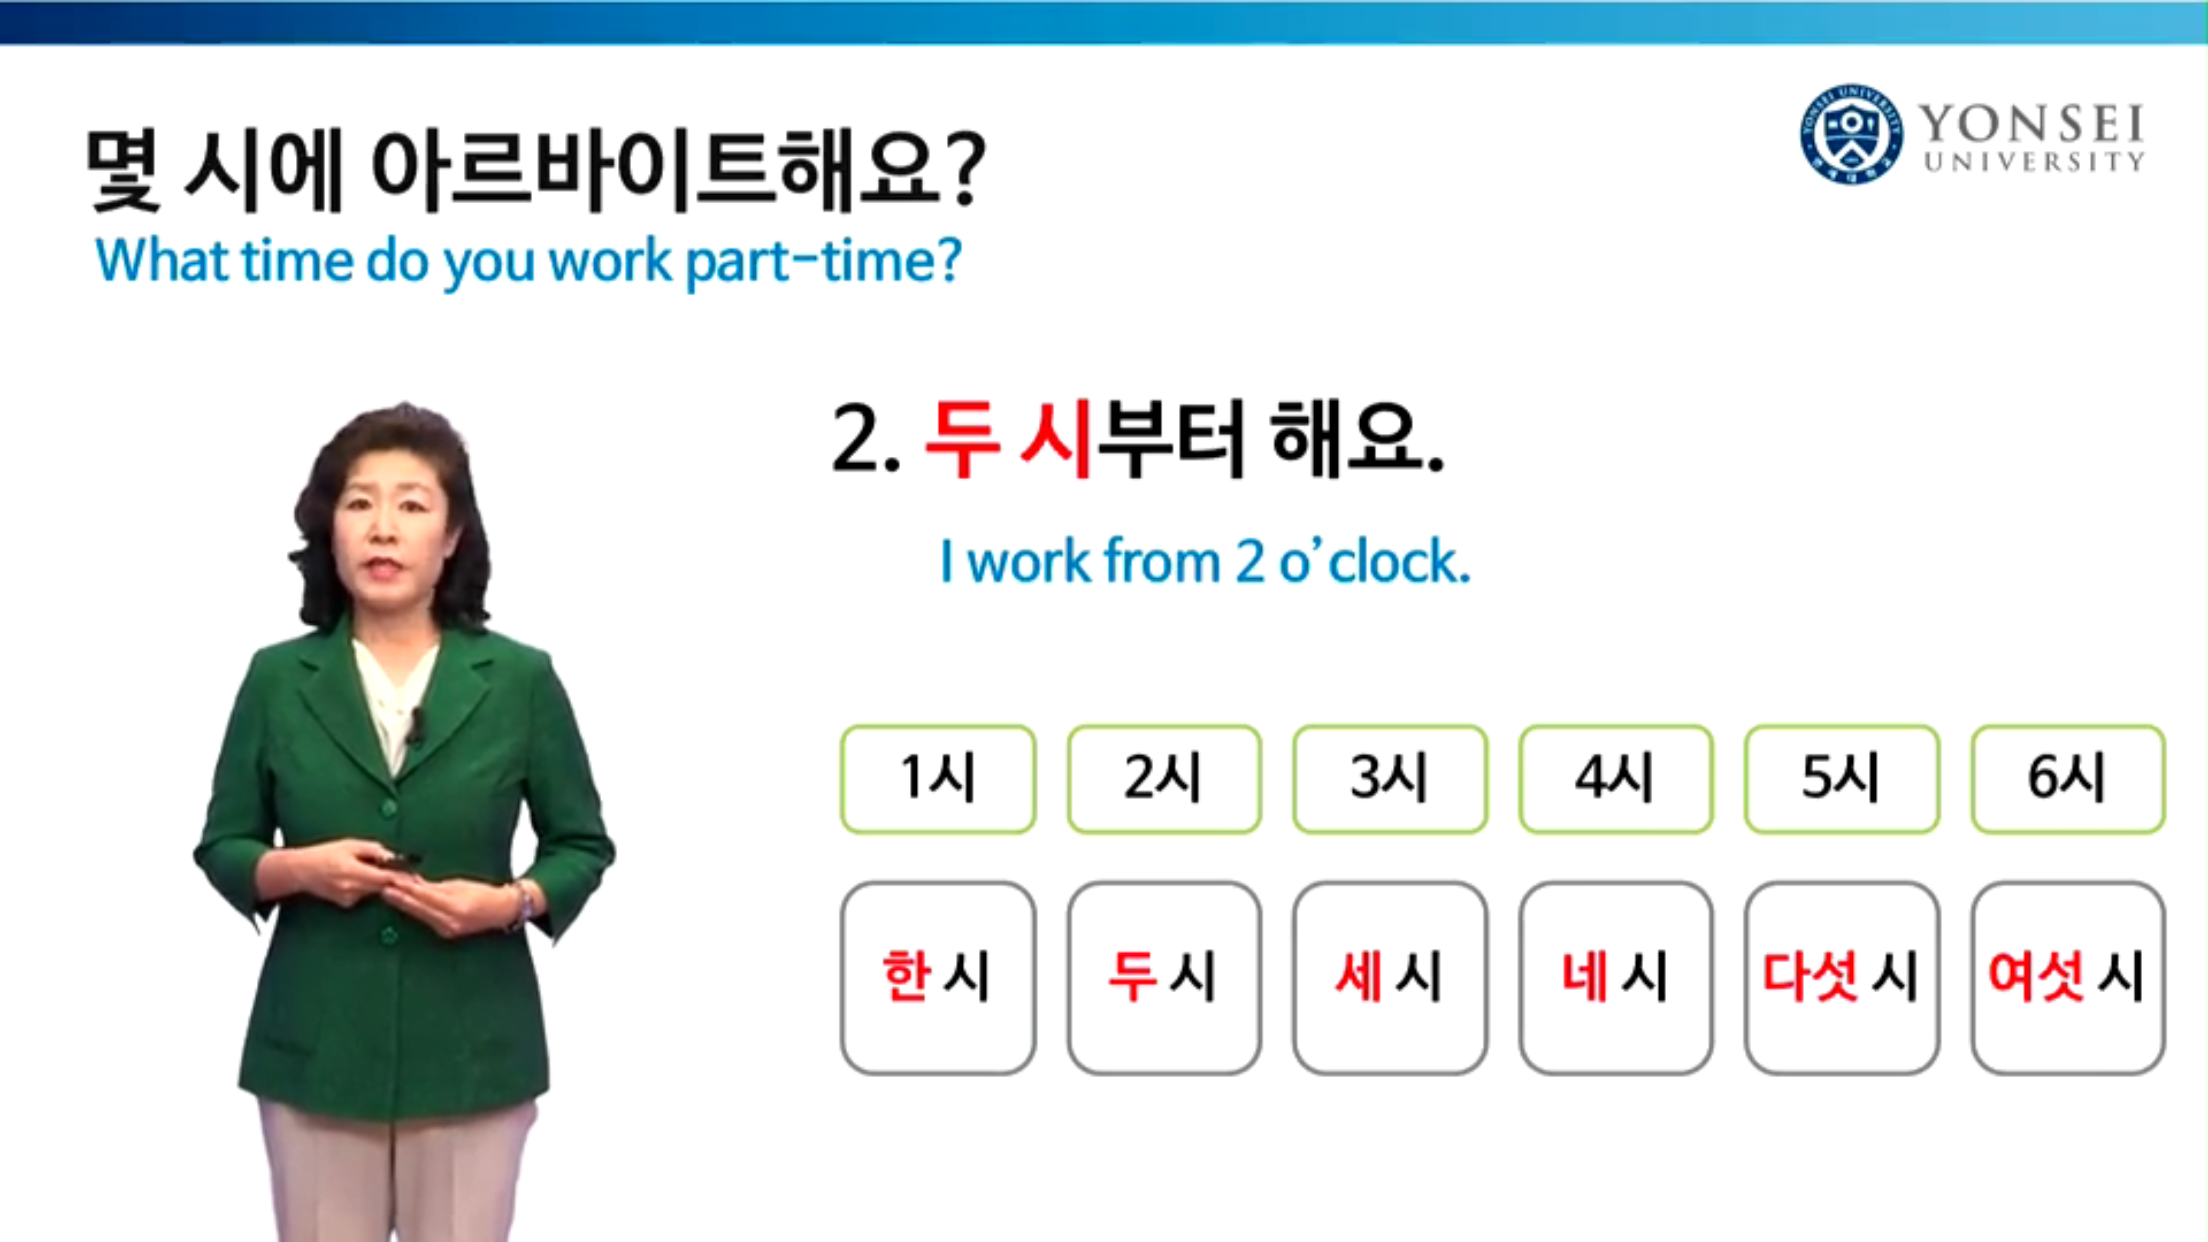 몇 시에 아르바이트해요?
What time do you work part-time?
YONSEI
UNIVERSITY
2. 두 시부터 해요.
I work from 2 o'clock.
1시 2시 3시 4시 5시 6시
한 시 두 시 세 시 네 시 다섯 시 여섯 시